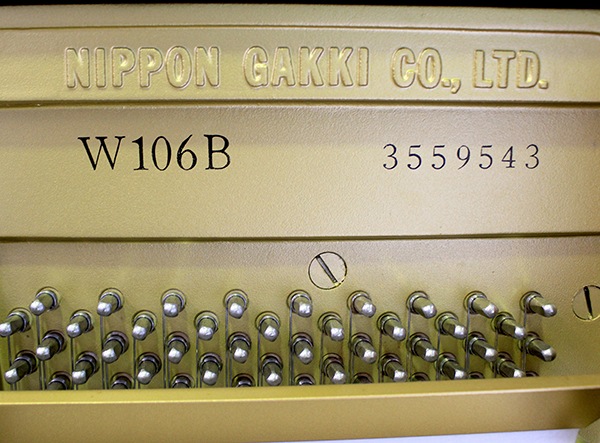 NIPPON GAKKI CO., LTD.
W106B 3559543